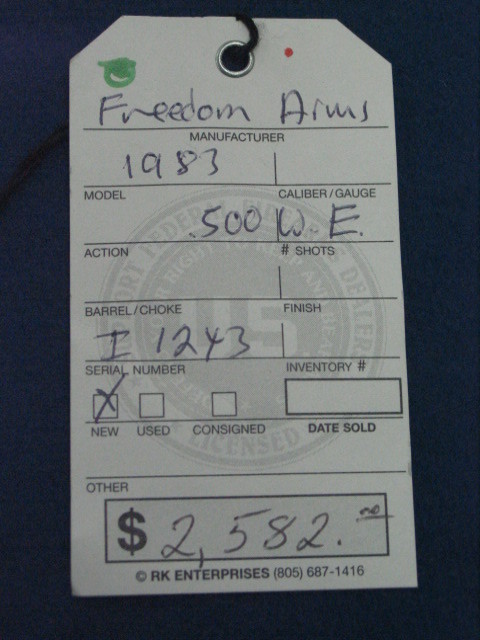 Freedom Arms
MANUFACTURER
1983
MODEL CALIBER/GAUGE
.500 W.E.
ACTION # SHOTS
BARREL/CHOKE FINISH
I 1243
SERIAL NUMBER INVENTORY #
X
NEW USED CONSIGNED DATE SOLD
OTHER
$ 2,582.
© RK ENTERPRISES (805) 687-1416